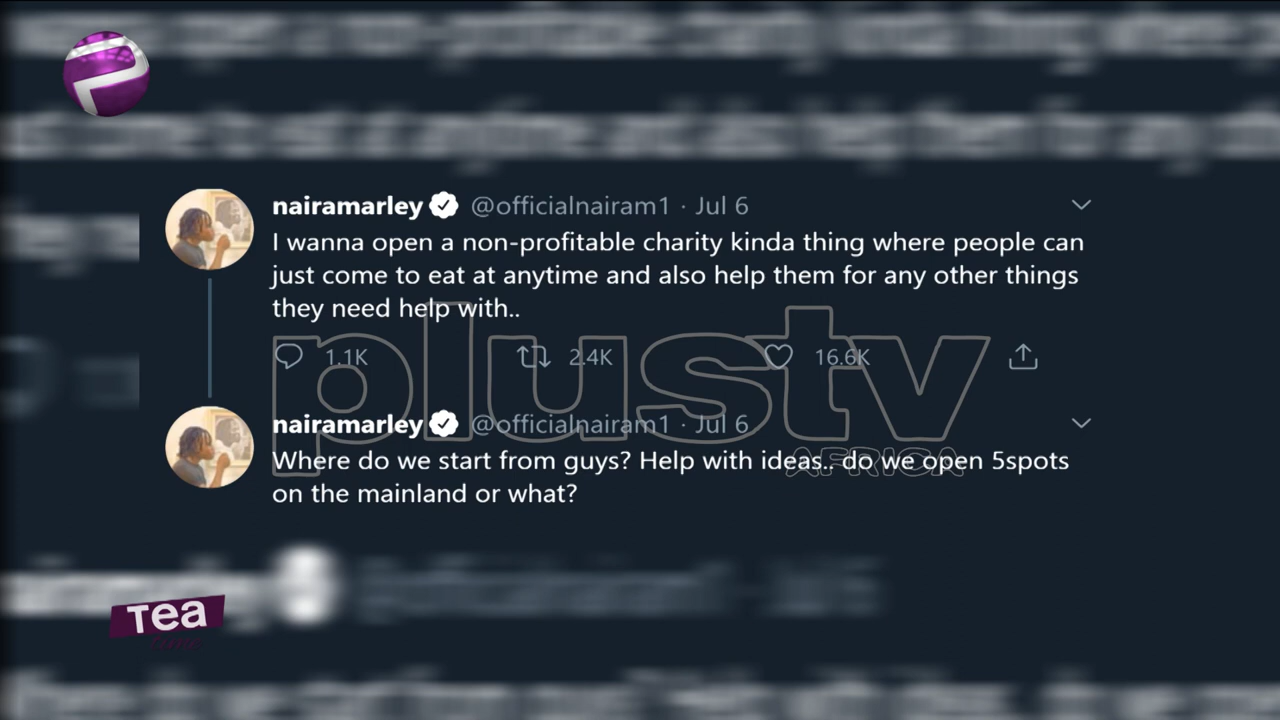 nairamarley @officialnairam1 · Jul 6
I wanna open a non-profitable charity kinda thing where people can
just come to eat at anytime and also help them for any other things
they need help with..
1.1K 2.4K 16.6K
plustv
AFRICA
nairamarley @officialnairam1 · Jul 6
Where do we start from guys? Help with ideas.. do we open 5spots
on the mainland or what?
Tea
Time